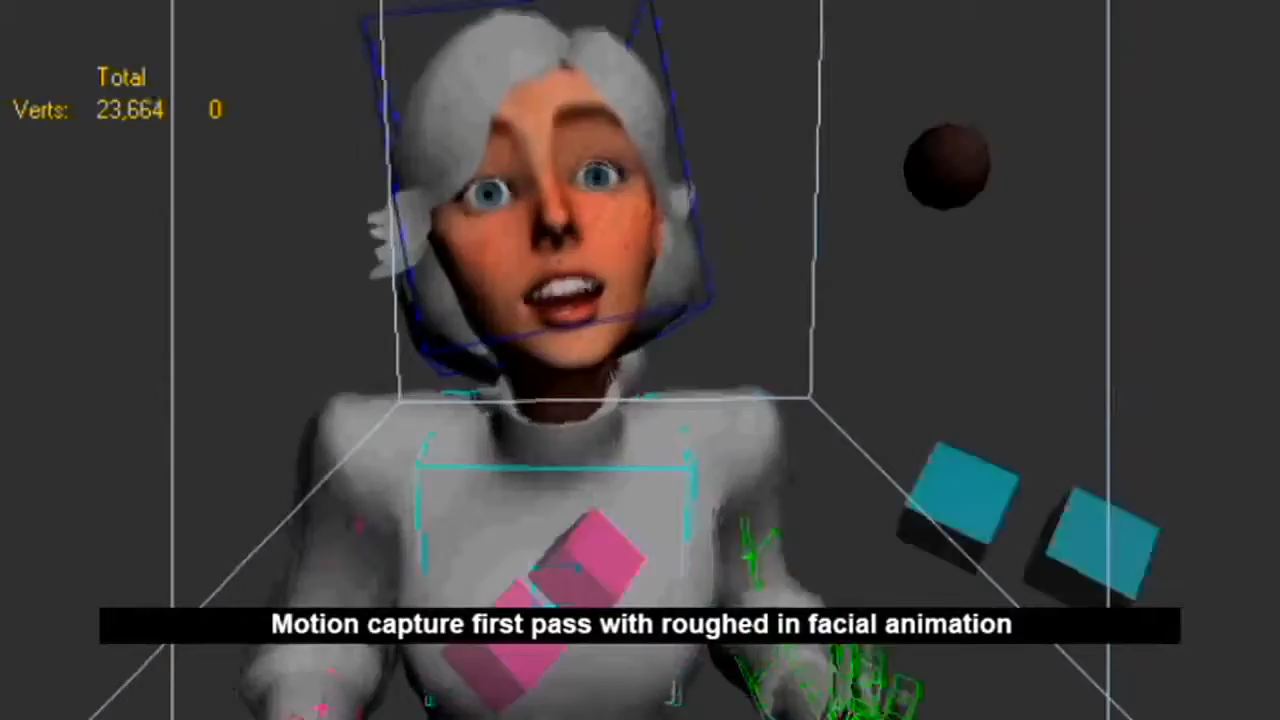 Total
Verts: 23,664 0
Motion capture first pass with roughed in facial animation